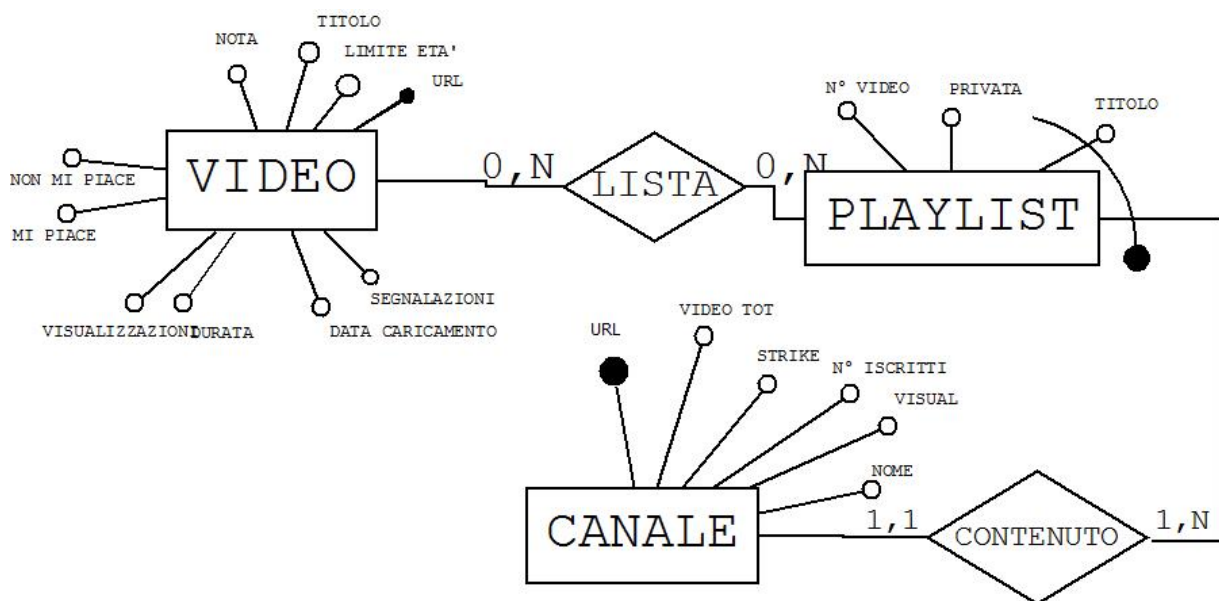 TITOLO
NOTA
LIMITE ETA'
URL
N° VIDEO
PRIVATA
TITOLO
NON MI PIACE
VIDEO
0,N
LISTA
0,N
PLAYLIST
MI PIACE
SEGNALAZIONI
VISUALIZZAZIONI
DURATA
DATA CARICAMENTO
URL
VIDEO TOT
STRIKE
N° ISCRITTI
VISUAL
NOME
CANALE
1,1
CONTENUTO
1,N